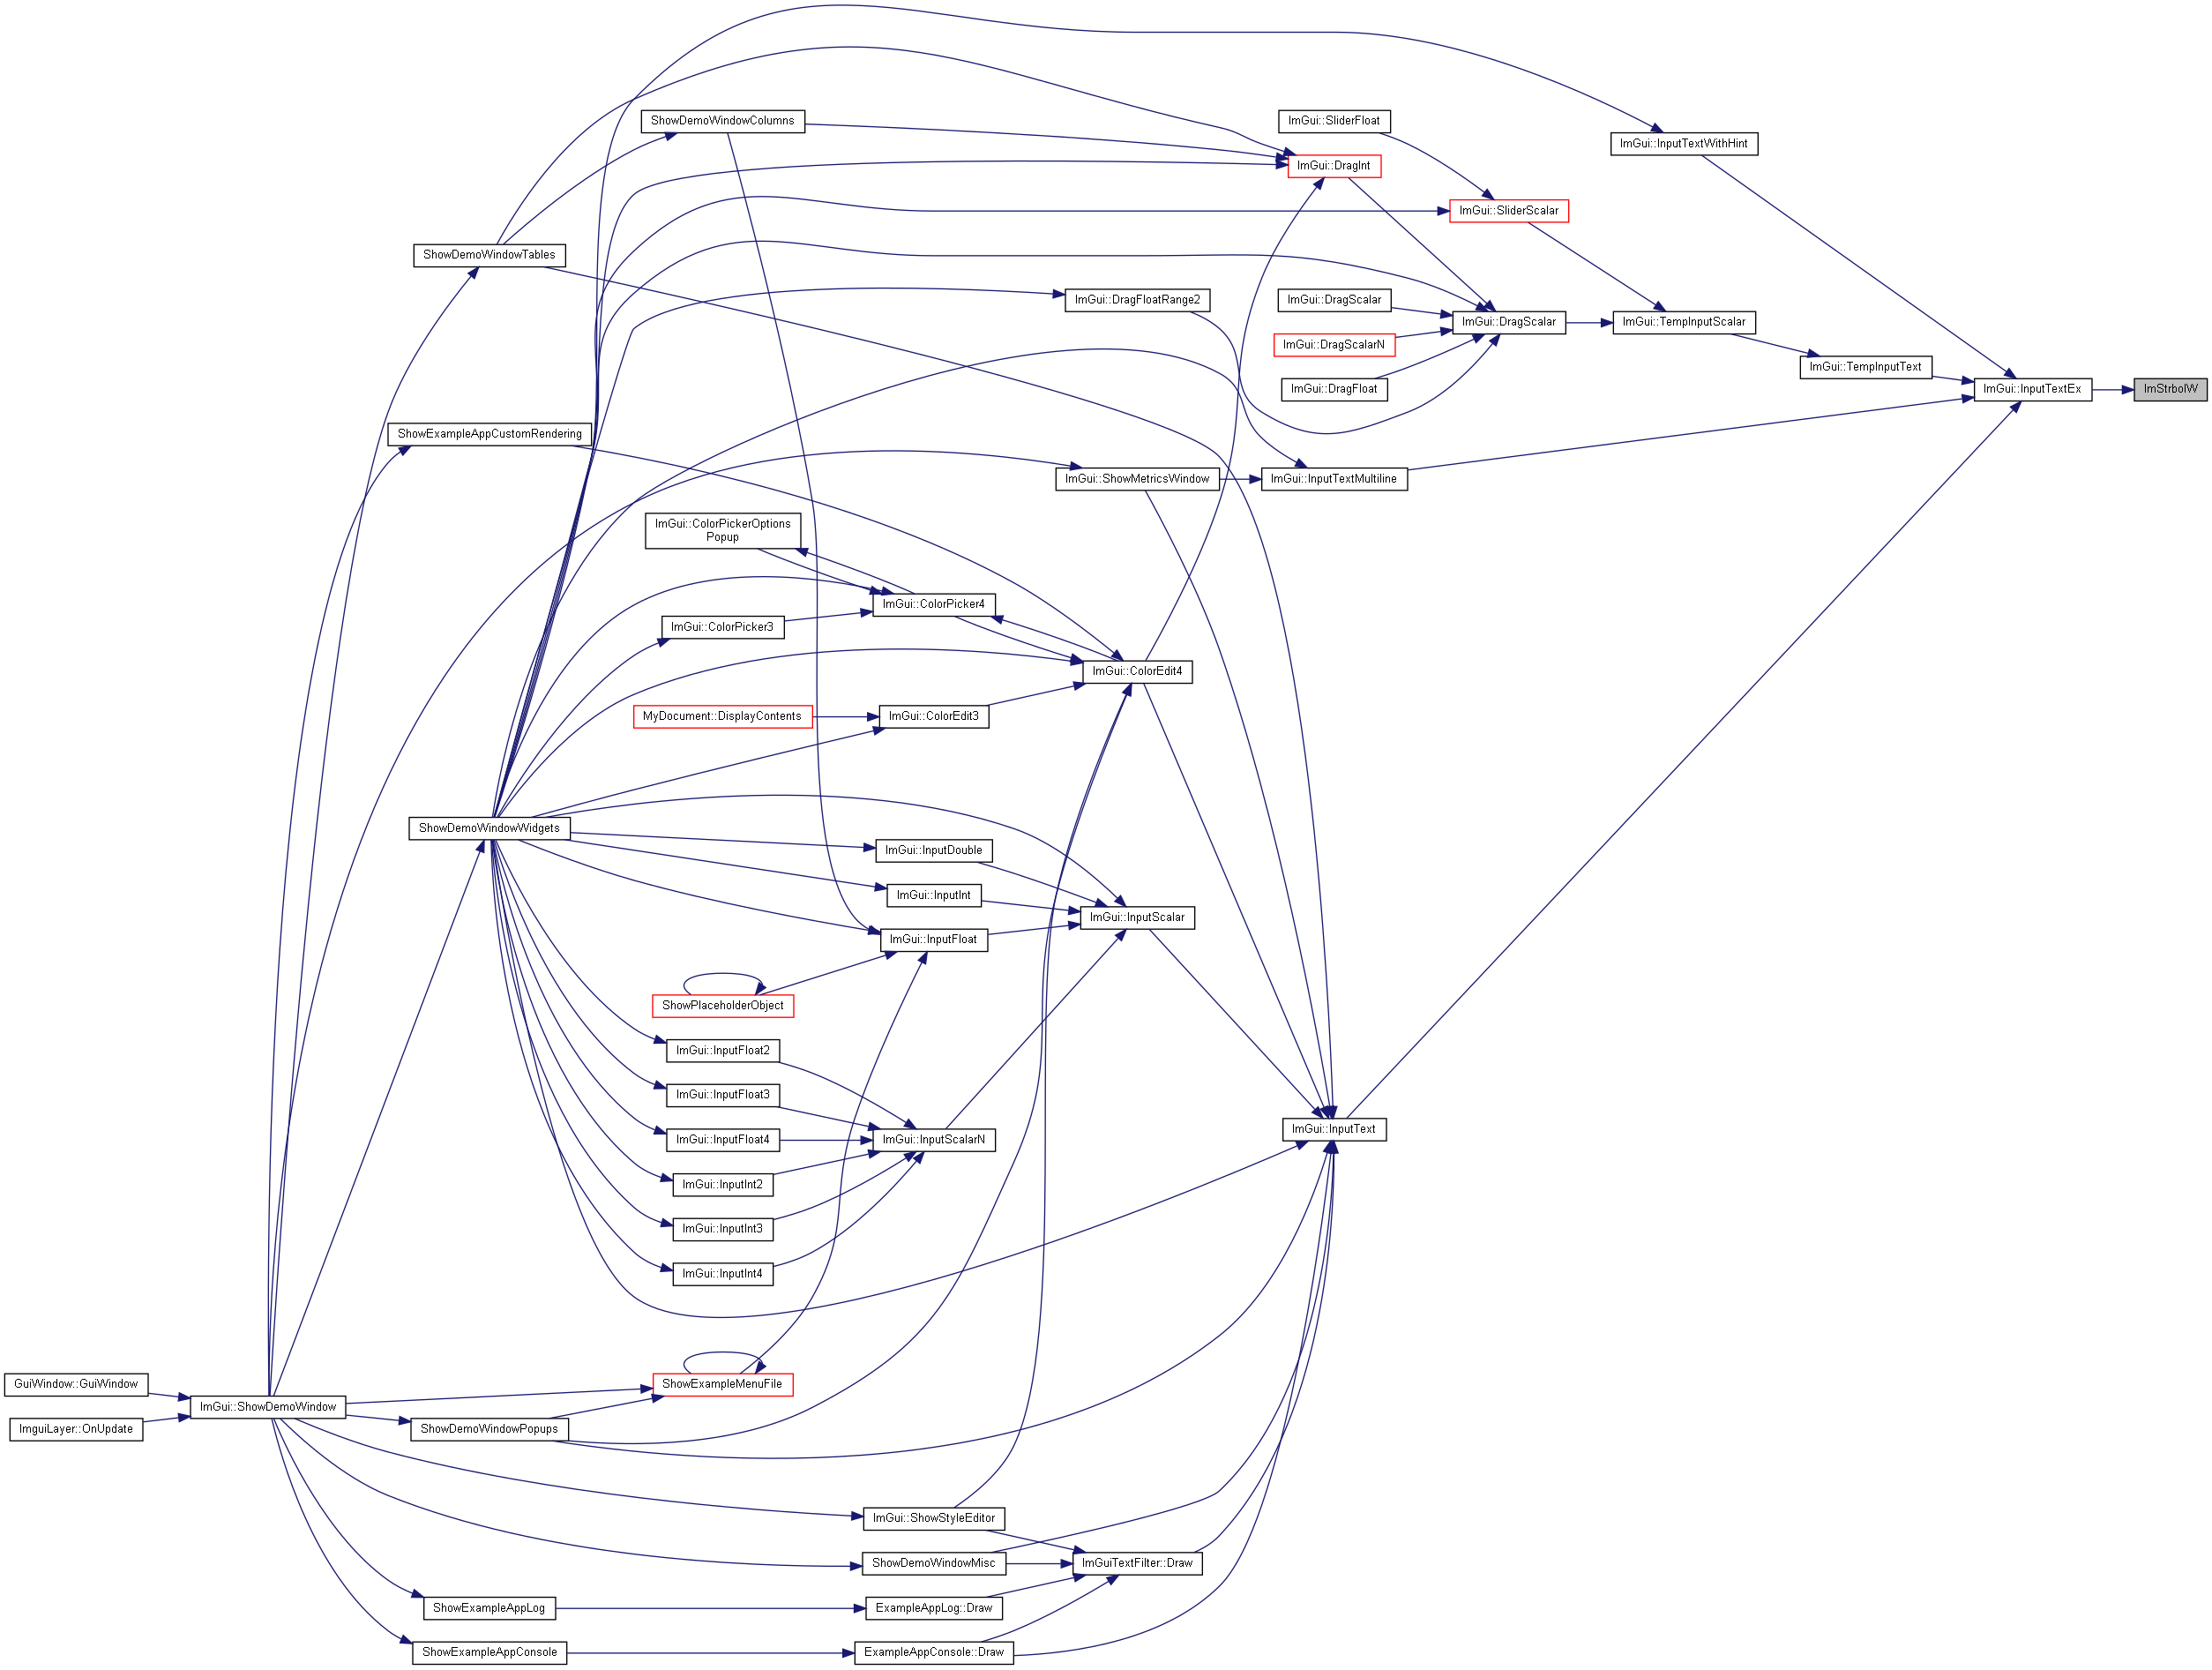 ShowDemoWindowColumns
ImGui::SliderFloat
ImGui::InputTextWithHint
ImGui::DragInt
ImGui::SliderScalar
ShowDemoWindowTables
ImGui::DragFloatRange2
ImGui::DragScalar
ImGui::DragScalar
ImGui::TempInputScalar
ImGui::DragScalarN
ImGui::TempInputText
ImGui::DragFloat
ImGui::InputTextEx
ImStrbolW
ShowExampleAppCustomRendering
ImGui::ShowMetricsWindow
ImGui::InputTextMultiline
ImGui::ColorPickerOptions
Popup
ImGui::ColorPicker4
ImGui::ColorPicker3
ImGui::ColorEdit4
MyDocument::DisplayContents
ImGui::ColorEdit3
ShowDemoWindowWidgets
ImGui::InputDouble
ImGui::InputInt
ImGui::InputScalar
ImGui::InputFloat
ShowPlaceholderObject
ImGui::InputFloat2
ImGui::InputFloat3
ImGui::InputFloat4
ImGui::InputScalarN
ImGui::InputText
ImGui::InputInt2
ImGui::InputInt3
ImGui::InputInt4
GuiWindow::GuiWindow
ShowExampleMenuFile
ImGui::ShowDemoWindow
ImguiLayer::OnUpdate
ShowDemoWindowPopups
ImGui::ShowStyleEditor
ShowDemoWindowMisc
ImGuiTextFilter::Draw
ShowExampleAppLog
ExampleAppLog::Draw
ShowExampleAppConsole
ExampleAppConsole::Draw